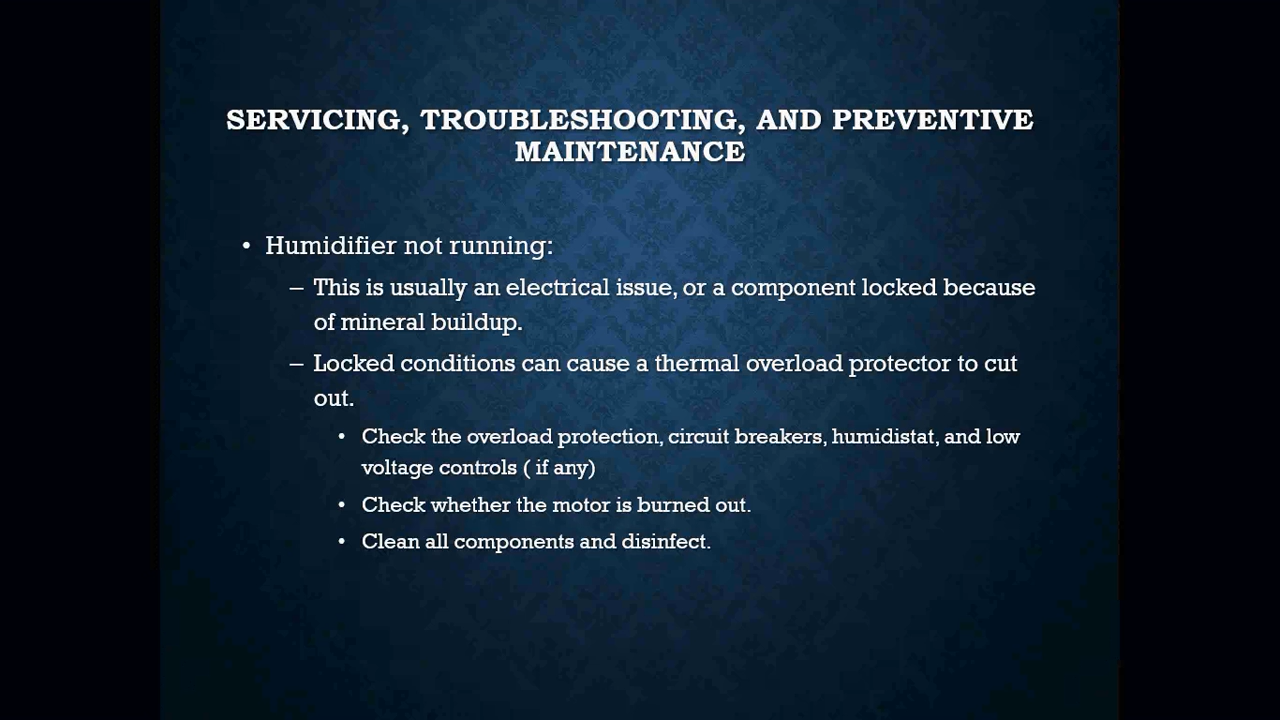 SERVICING, TROUBLESHOOTING, AND PREVENTIVE
MAINTENANCE
• Humidifier not running:
– This is usually an electrical issue, or a component locked because
of mineral buildup.
– Locked conditions can cause a thermal overload protector to cut
out.
• Check the overload protection, circuit breakers, humidistat, and low
voltage controls ( if any)
• Check whether the motor is burned out.
• Clean all components and disinfect.